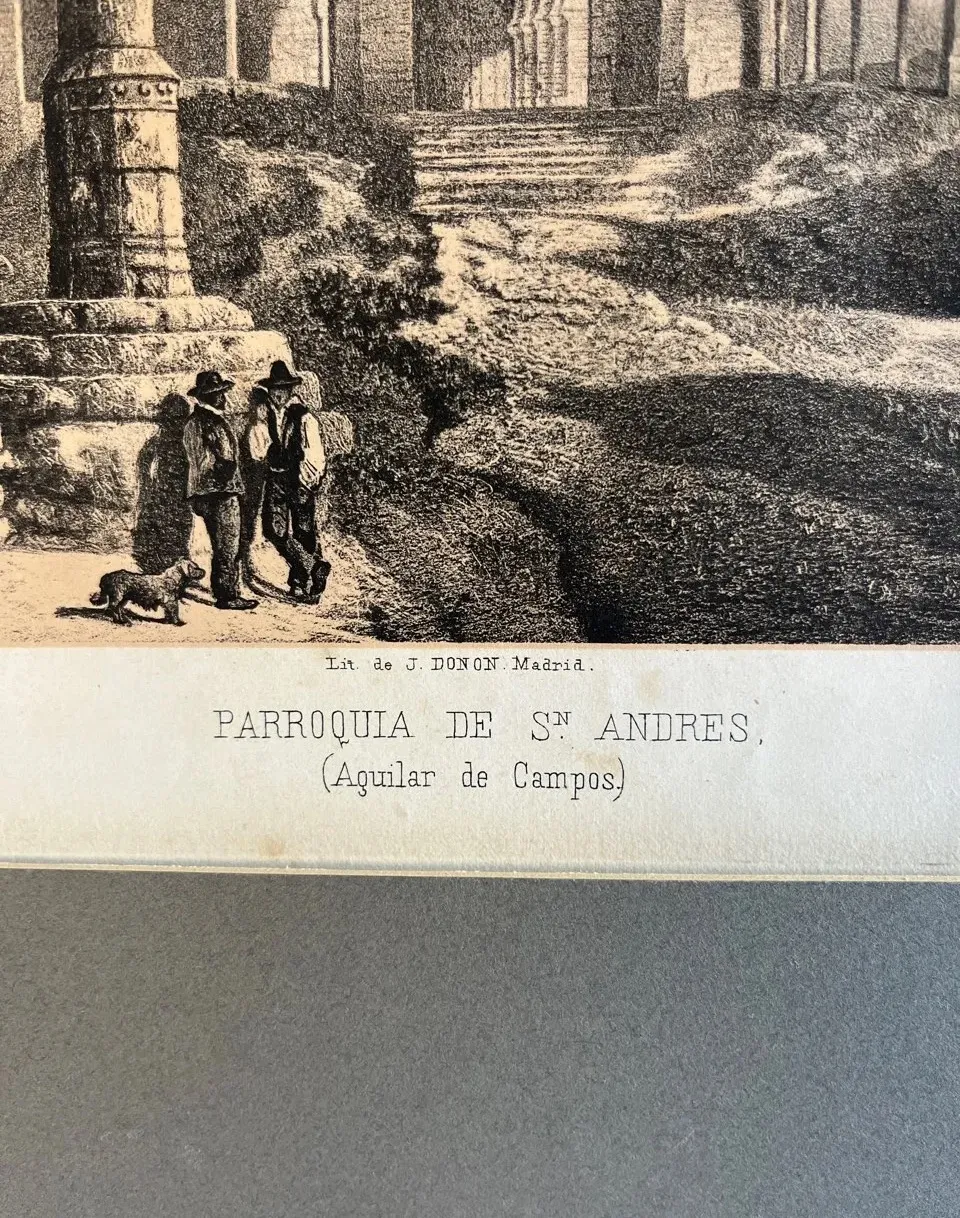 Lit. de J. DONON. Madrid.
PARROQUIA DE Sᴺ. ANDRES,
(Aguilar de Campos.)